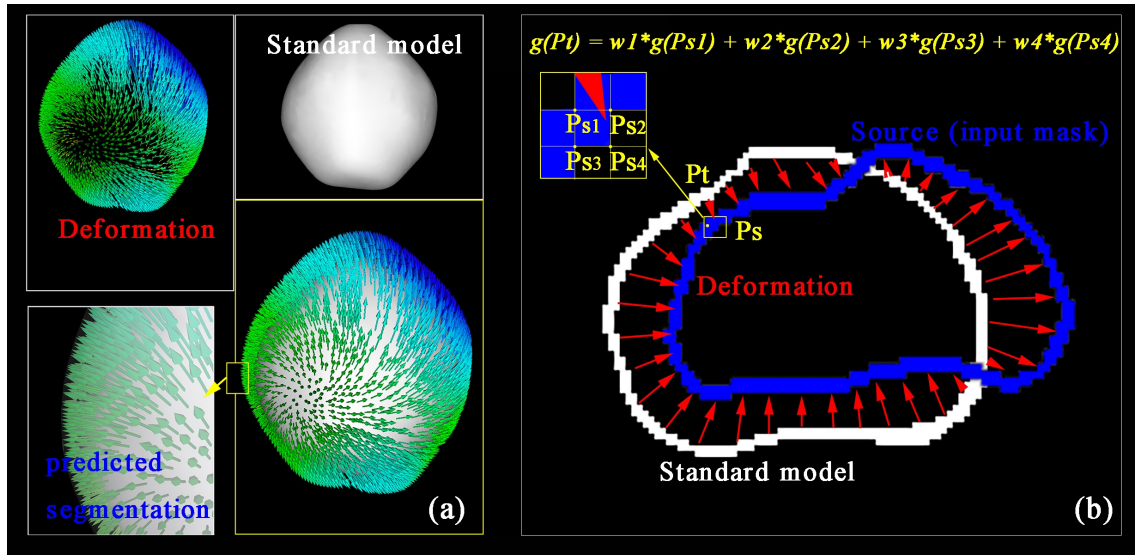 Standard model
Deformation
predicted
segmentation
(a)
g(Pt) = w1*g(Ps1) + w2*g(Ps2) + w3*g(Ps3) + w4*g(Ps4)
Ps1 Ps2
Ps3 Ps4
Source (input mask)
Pt
Ps
Deformation
Standard model
(b)